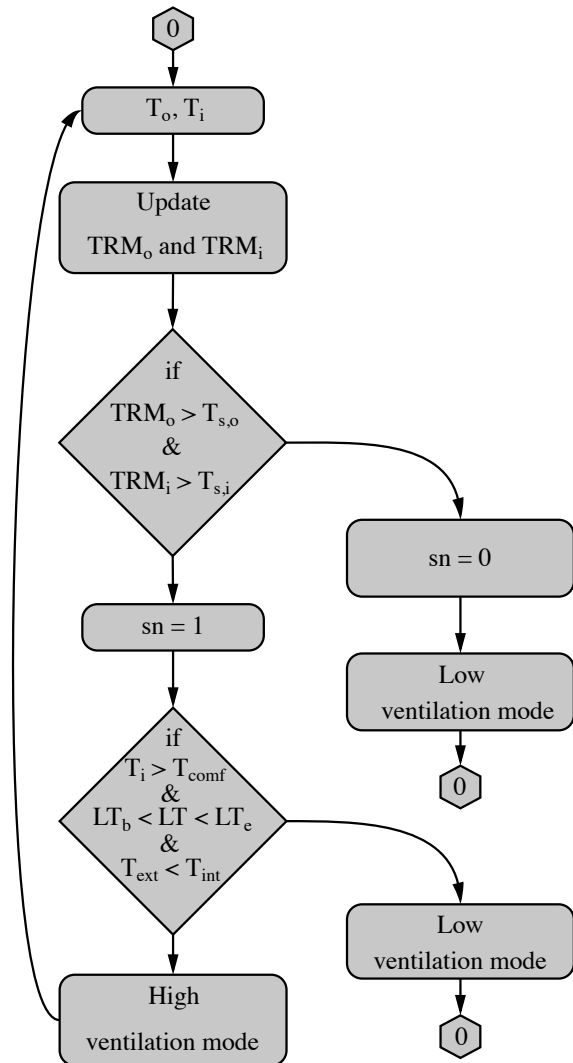 0
T_o, T_i
Update
TRM_o and TRM_i
if
TRM_o > T_s,o
&
TRM_i > T_s,i
sn = 0
sn = 1
Low
ventilation mode
0
if
T_i > T_comf
&
LT_b < LT < LT_e
&
T_ext < T_int
Low
ventilation mode
0
High
ventilation mode